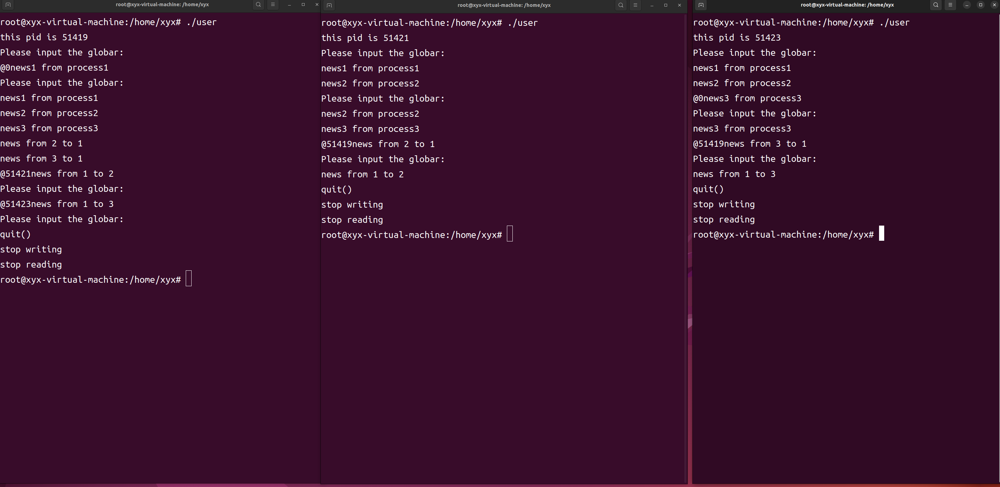 root@xyx-virtual-machine: /home/xyx
root@xyx-virtual-machine:/home/xyx# ./user
this pid is 51419
Please input the globar:
@0news1 from process1
Please input the globar:
news1 from process1
news2 from process2
news3 from process3
news from 2 to 1
news from 3 to 1
@51421news from 1 to 2
Please input the globar:
@51423news from 1 to 3
Please input the globar:
quit()
stop writing
stop reading
root@xyx-virtual-machine:/home/xyx#
root@xyx-virtual-machine: /home/xyx
root@xyx-virtual-machine:/home/xyx# ./user
this pid is 51421
Please input the globar:
news1 from process1
news2 from process2
Please input the globar:
news2 from process2
news3 from process3
@51419news from 2 to 1
Please input the globar:
news from 1 to 2
quit()
stop writing
stop reading
root@xyx-virtual-machine:/home/xyx#
root@xyx-virtual-machine: /home/xyx
root@xyx-virtual-machine:/home/xyx# ./user
this pid is 51423
Please input the globar:
news1 from process1
news2 from process2
@0news3 from process3
Please input the globar:
news3 from process3
@51419news from 3 to 1
Please input the globar:
news from 1 to 3
quit()
stop writing
stop reading
root@xyx-virtual-machine:/home/xyx#